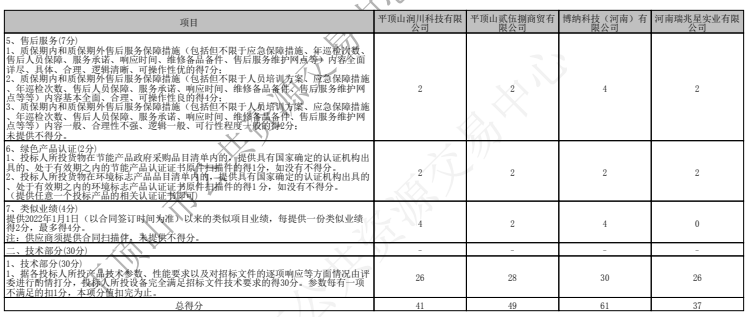 项目 平顶山润川科技有限公司 平顶山贰伍捌商贸有限公司 博纳科技（河南）有限公司 河南瑞兆星实业有限公司
5、售后服务(7分)
1、质保期内和质保期外售后服务保障措施（包括但不限于应急保障措施、年巡检次数、
售后人员保障、服务承诺、响应时间、维修备品备件、售后服务维护网点等）内容全面
详尽、具体、合理、逻辑清晰、可操作性优的得7分；
2、质保期内和质保期外售后服务保障措施（包括但不限于人员培训方案、应急保障措施
、年巡检次数、售后人员保障、服务承诺、响应时间、维修备品备件、售后服务维护网
点等等）内容基本全面、合理、可操作性良的得4分；
3、质保期内和质保期外售后服务保障措施（包括但不限于人员培训方案、应急保障措施
、年巡检次数、售后人员保障、服务承诺、响应时间、维修备品备件、售后服务维护网
点等等）内容一般、合理性不强、逻辑一般、可行性程度一般的得2分；
未提供不得分。
2 2 4 2
6、绿色产品认证(2分)
1、投标人所投货物在节能产品政府采购品目清单内的，提供具有国家确定的认证机构出
具的、处于有效期之内的节能产品认证证书原件扫描件的得1分，如没有不得分。
2、投标人所投货物在环境标志产品品目清单内的，提供具有国家确定的认证机构出具的
、处于有效期之内的环境标志产品认证证书原件扫描件的得1分，如没有不得分。
（提供任意一个投标产品的相关认证证书即可）
2 2 2 2
7、类似业绩(4分)
提供2022年1月1日（以合同签订时间为准）以来的类似项目业绩，每提供一份类似业绩
得2分，最多得4分。
注：供应商须提供合同扫描件，未提供不得分。
4 2 4 0
二、技术部分(30分) - - - -
1、技术部分(30分)
1、据各投标人所投产品技术参数、性能要求以及对招标文件的逐项响应等方面情况由评
委进行酌情打分，投标人所投设备完全满足招标文件技术要求的得30分。参数每有一项
不满足的扣1分，本项分值扣完为止。
26 28 30 26
总得分 41 49 61 37